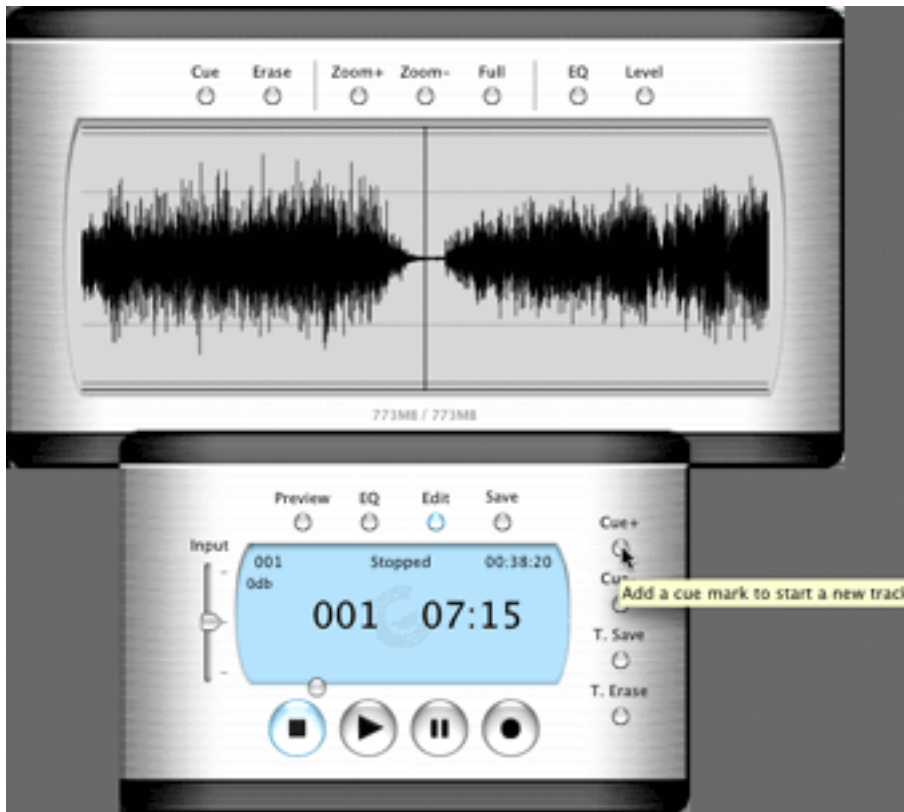 Cue Erase Zoom+ Zoom- Full EQ Level
773MB / 773MB
Preview EQ Edit Save
Cue+
Input
001 Stopped 00:38:20
0db
Add a cue mark to start a new track
001 07:15
T. Save
T. Erase